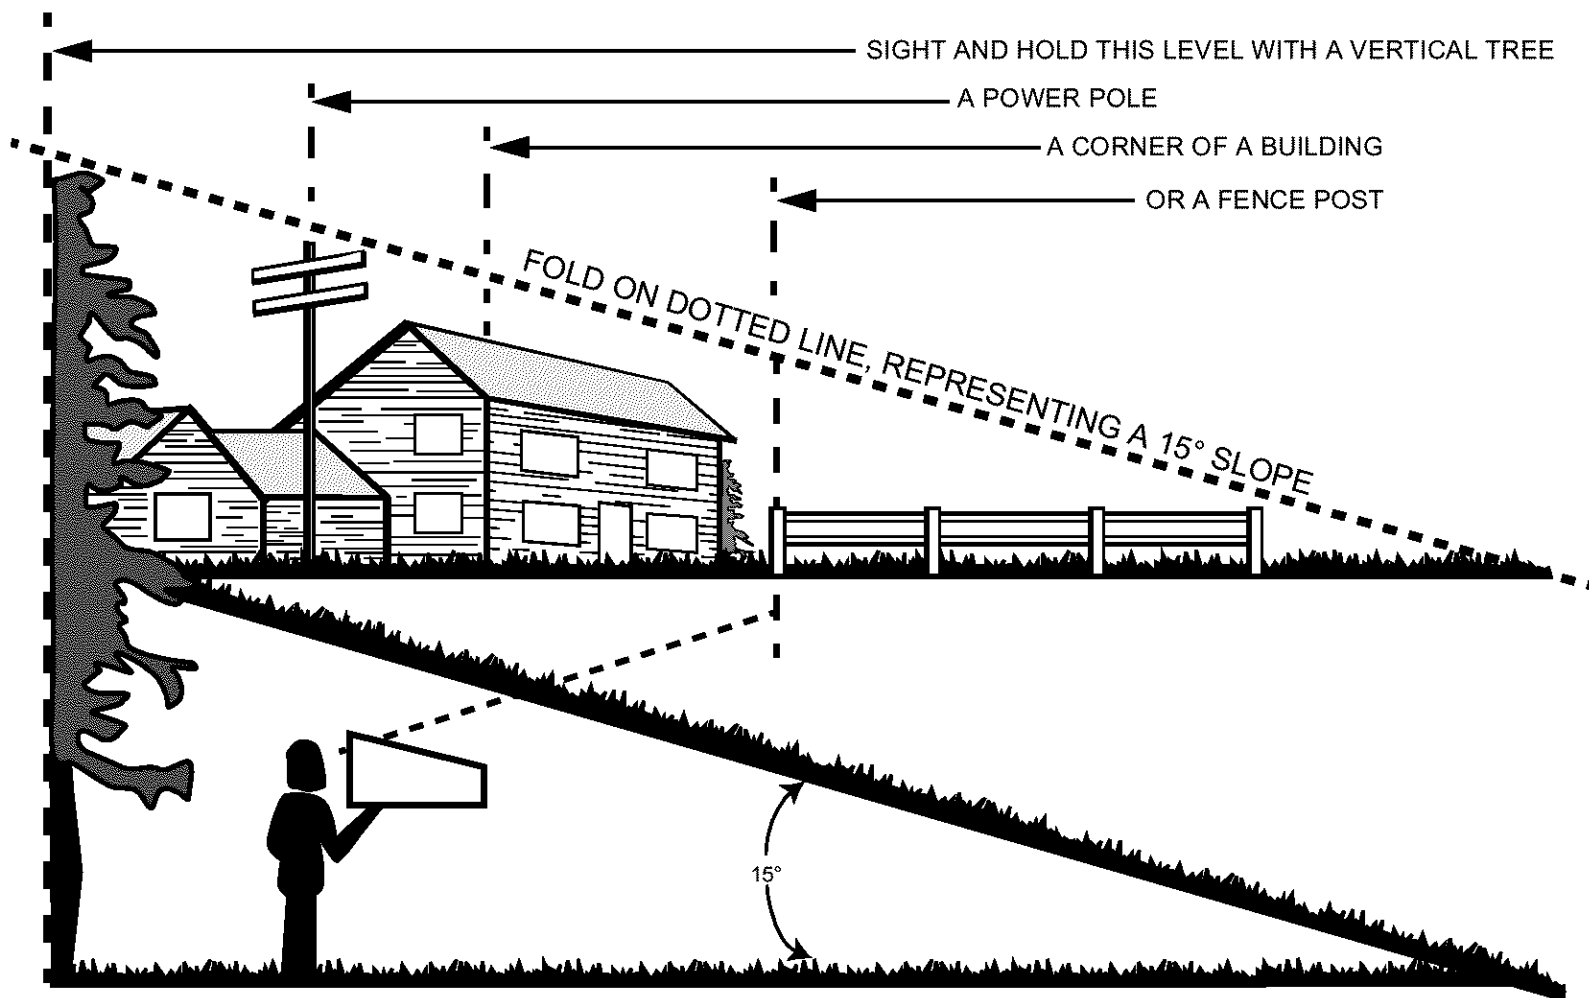 SIGHT AND HOLD THIS LEVEL WITH A VERTICAL TREE
A POWER POLE
A CORNER OF A BUILDING
OR A FENCE POST
FOLD ON DOTTED LINE, REPRESENTING A 15° SLOPE
15°